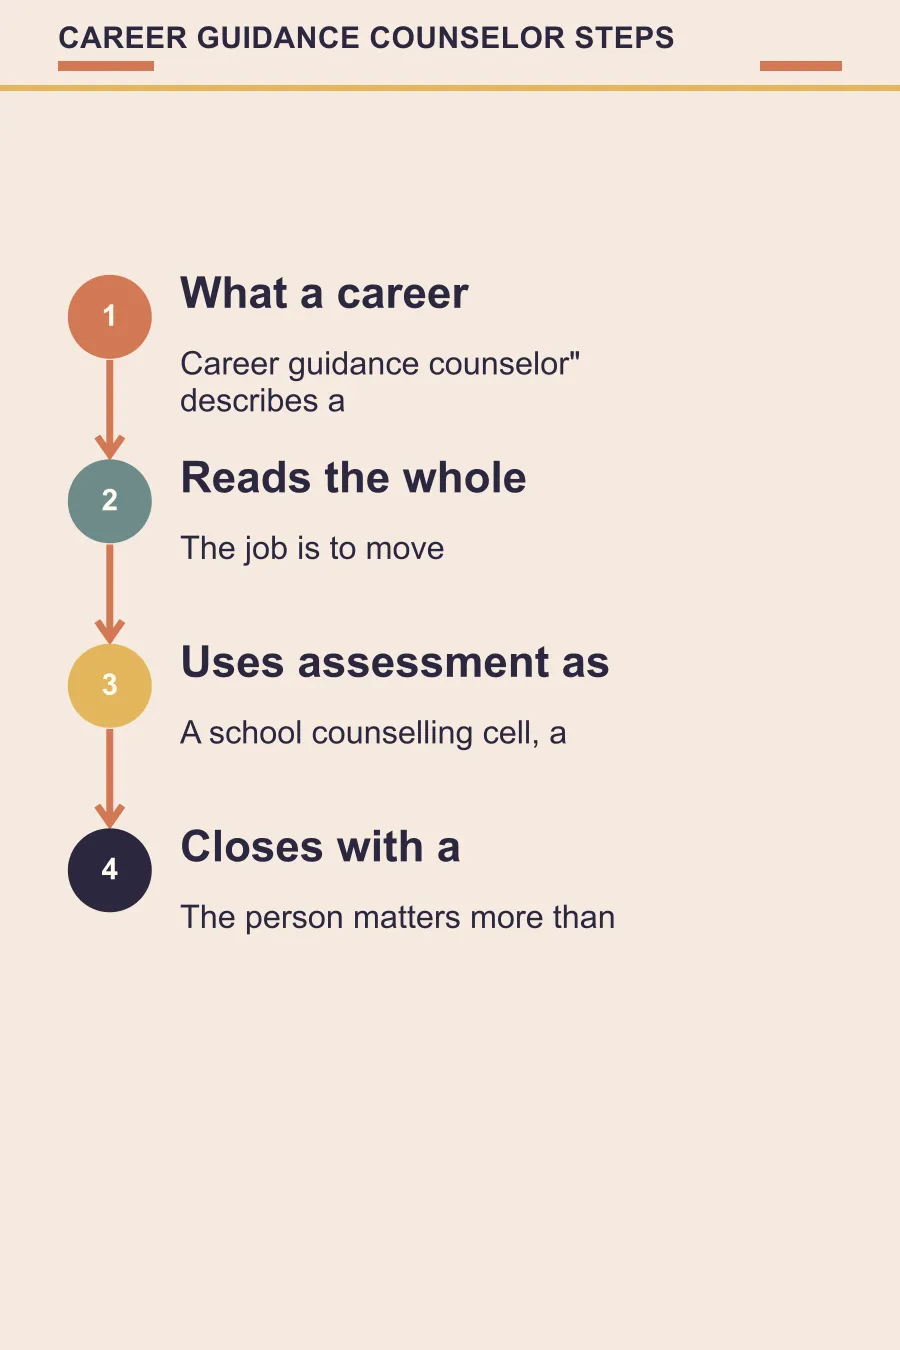 CAREER GUIDANCE COUNSELOR STEPS
1
What a career
Career guidance counselor"
describes a
2
Reads the whole
The job is to move
3
Uses assessment as
A school counselling cell, a
4
Closes with a
The person matters more than